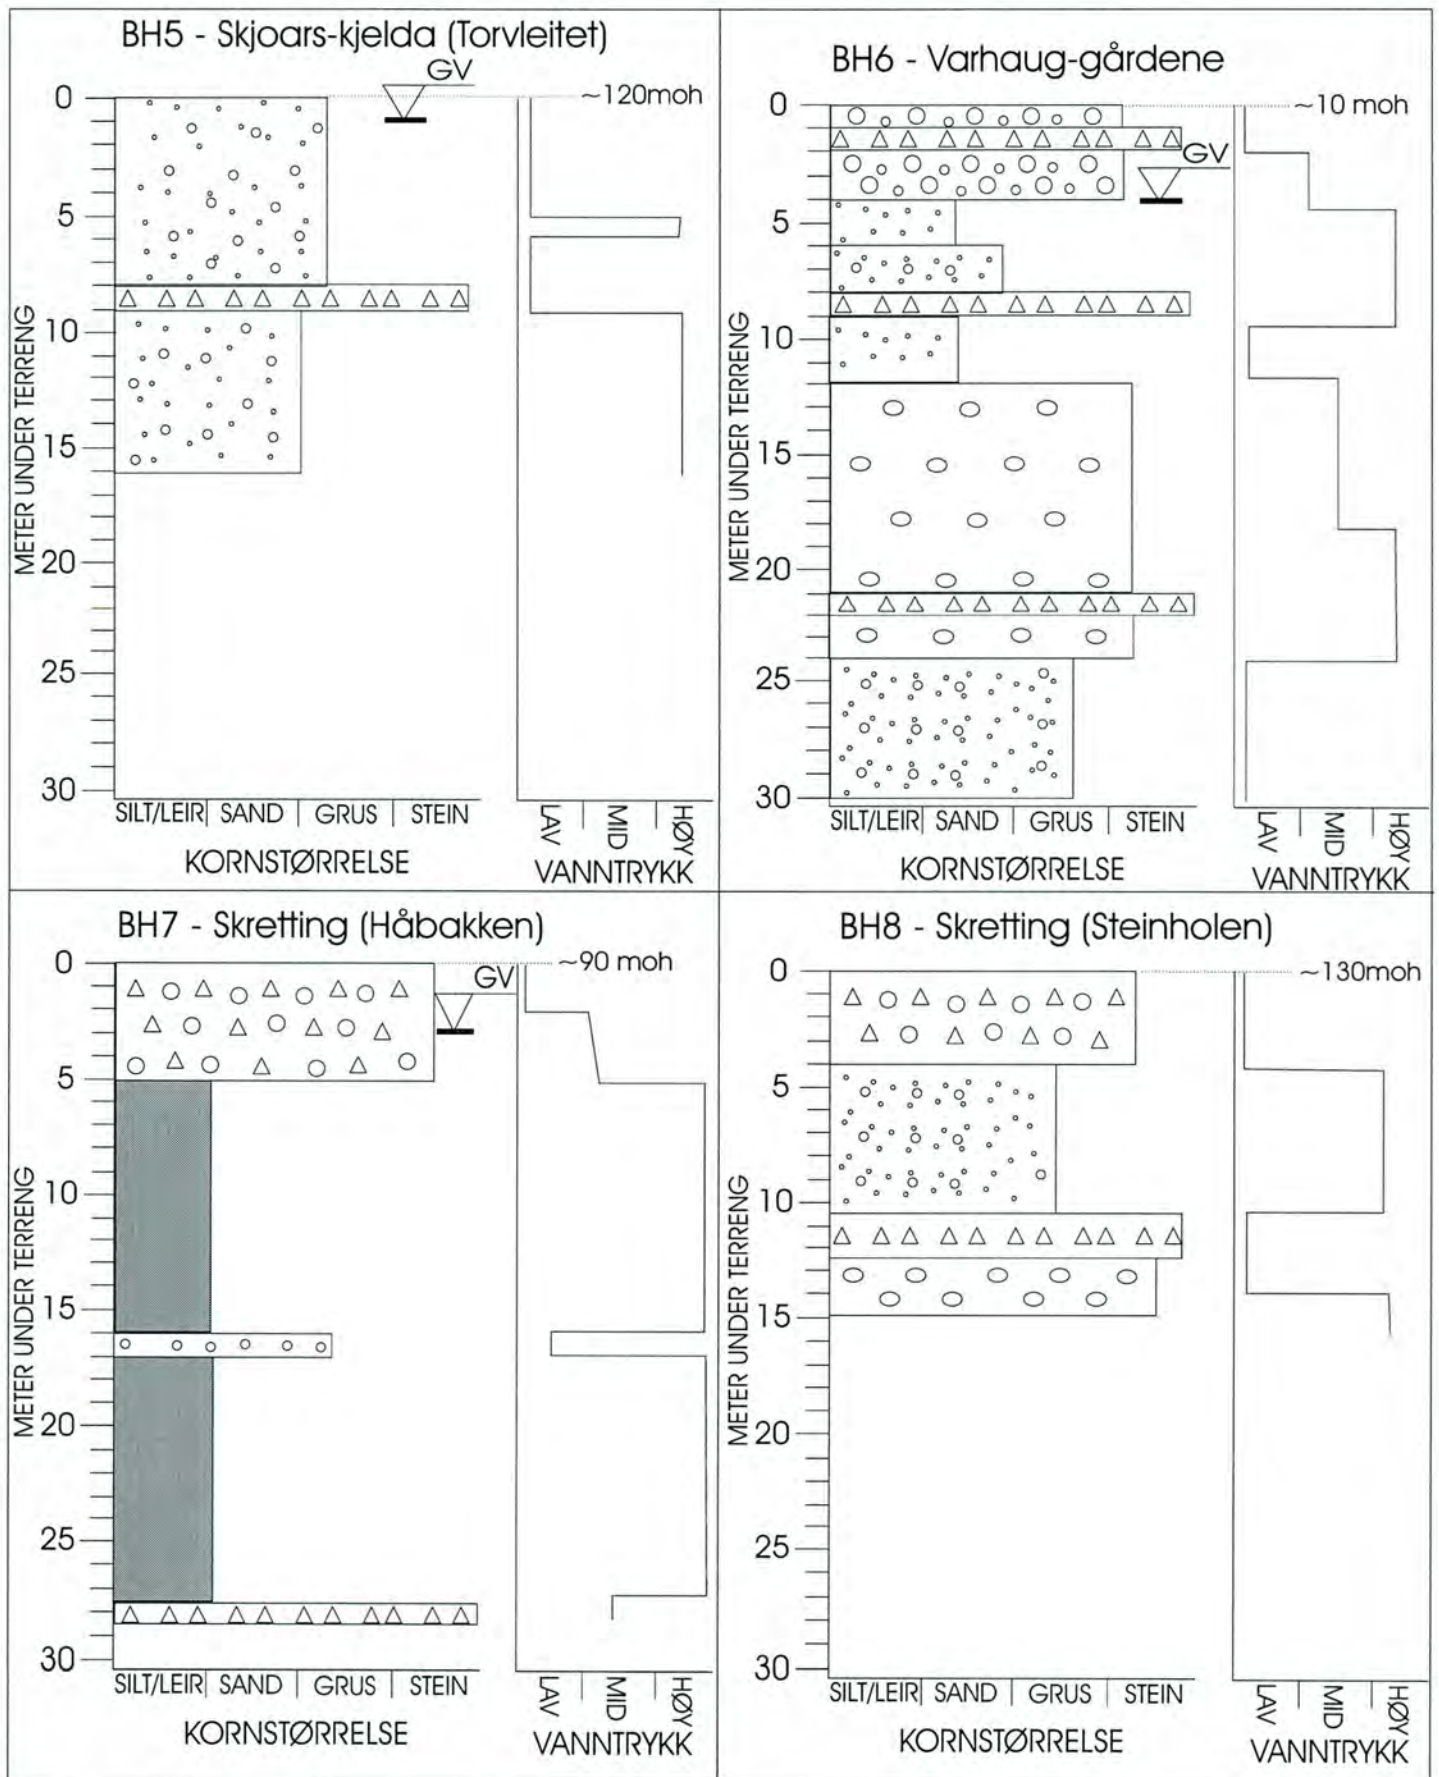 BH5 - Skjoars-kjelda (Torvleitet)
GV
~120moh
0
5
10
15
20
25
30
METER UNDER TERRENG
SILT/LEIR SAND GRUS STEIN
KORNSTØRRELSE
LAV MID HØY
VANNTRYKK
BH6 - Varhaug-gårdene
~10 moh
GV
0
5
10
15
20
25
30
METER UNDER TERRENG
SILT/LEIR SAND GRUS STEIN
KORNSTØRRELSE
LAV MID HØY
VANNTRYKK
BH7 - Skretting (Håbakken)
~90 moh
GV
0
5
10
15
20
25
30
METER UNDER TERRENG
SILT/LEIR SAND GRUS STEIN
KORNSTØRRELSE
LAV MID HØY
VANNTRYKK
BH8 - Skretting (Steinholen)
~130moh
0
5
10
15
20
25
30
METER UNDER TERRENG
SILT/LEIR SAND GRUS STEIN
KORNSTØRRELSE
LAV MID HØY
VANNTRYKK